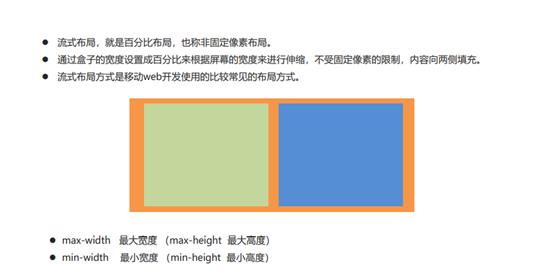 ● 流式布局，就是百分比布局，也称非固定像素布局。
● 通过盒子的宽度设置成百分比来根据屏幕的宽度来进行伸缩，不受固定像素的限制，内容向两侧填充。
● 流式布局方式是移动web开发使用的比较常见的布局方式。
● max-width 最大宽度 （max-height 最大高度）
● min-width 最小宽度 （min-height 最小高度）